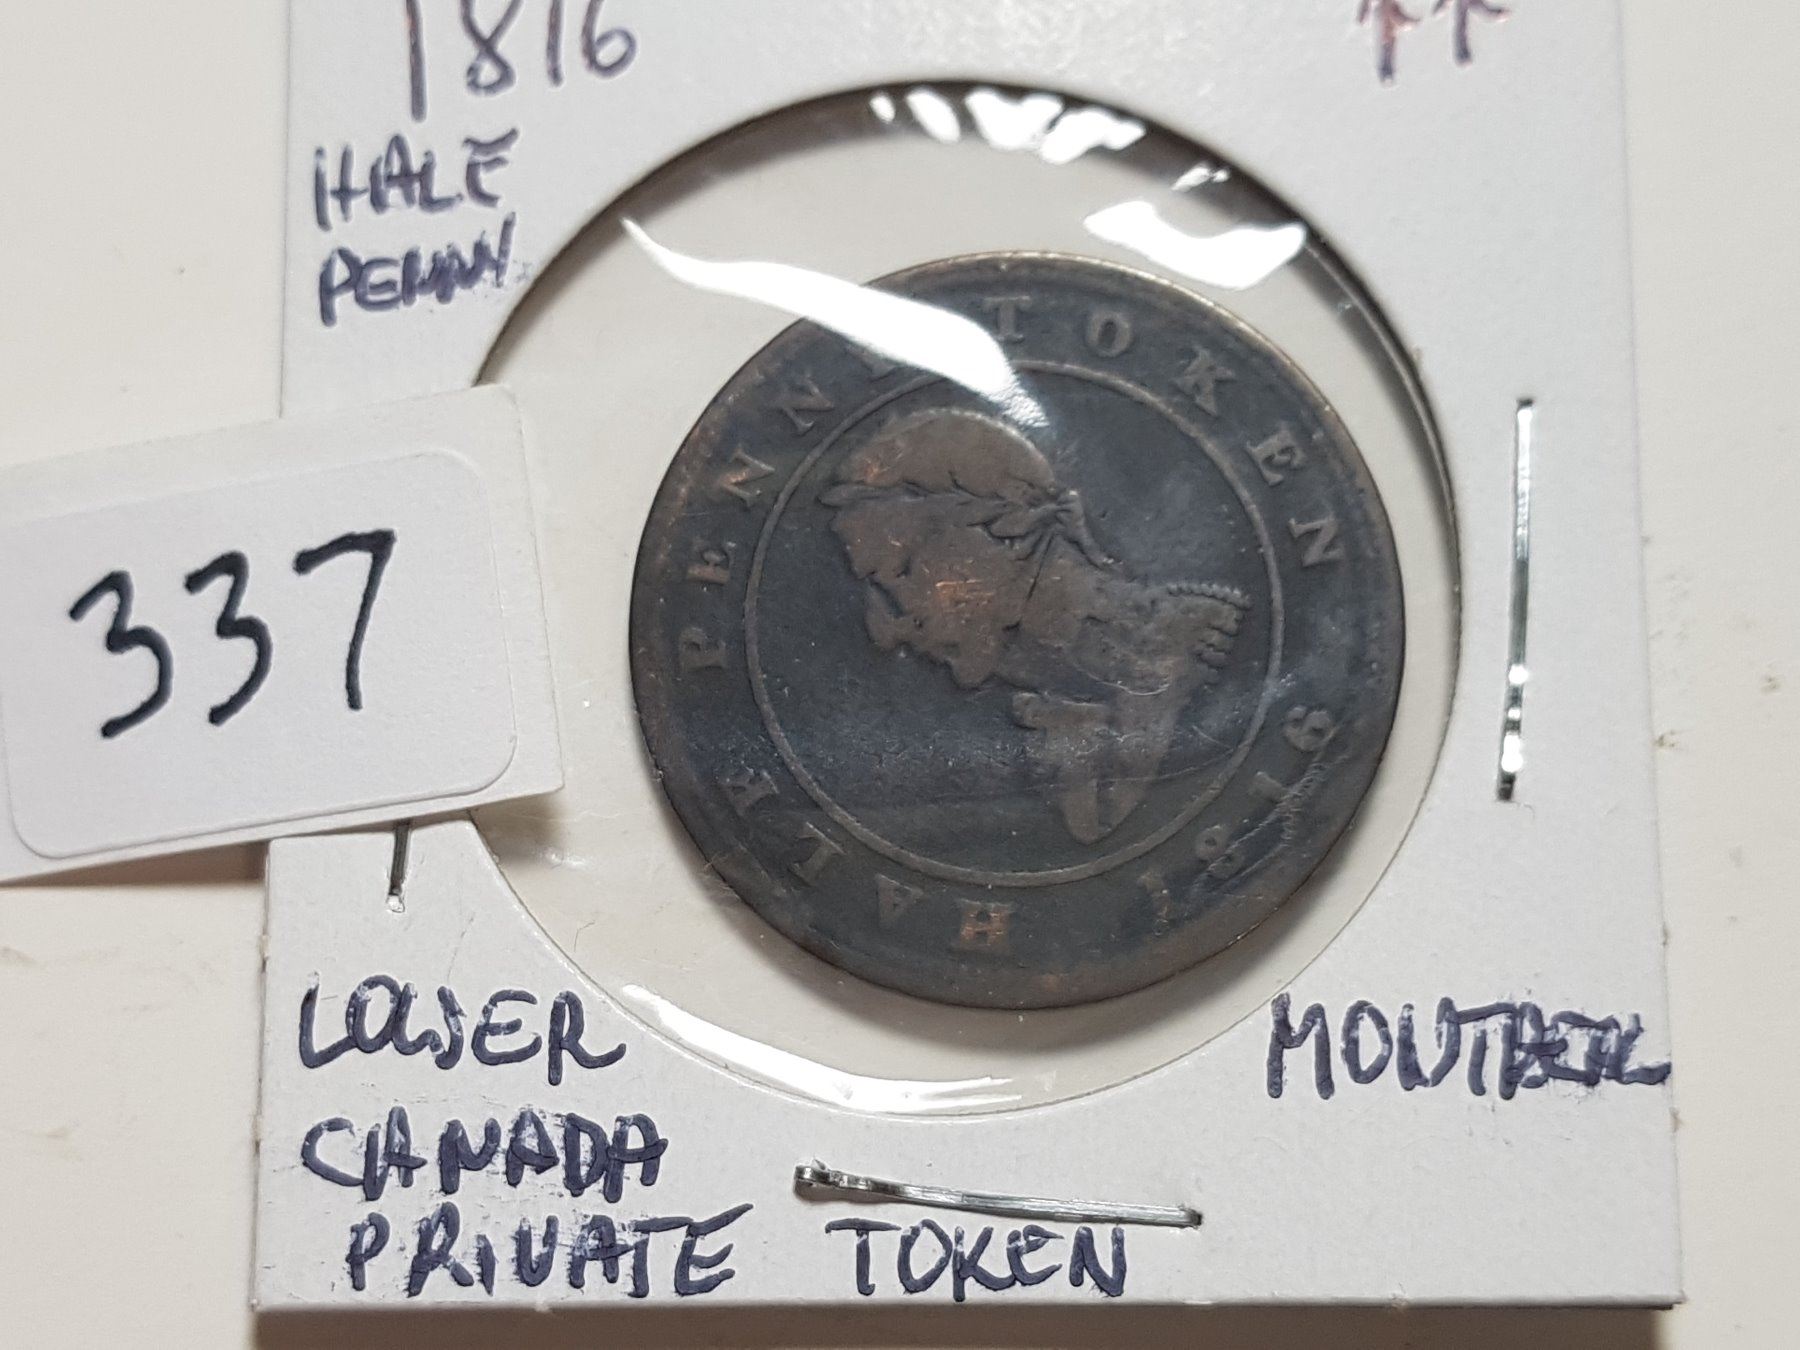 1816
↑↑
HALF
PENNY
337
HALF PENNY TOKEN
1816
LOWER
CANADA
PRIVATE TOKEN
MONTREAL